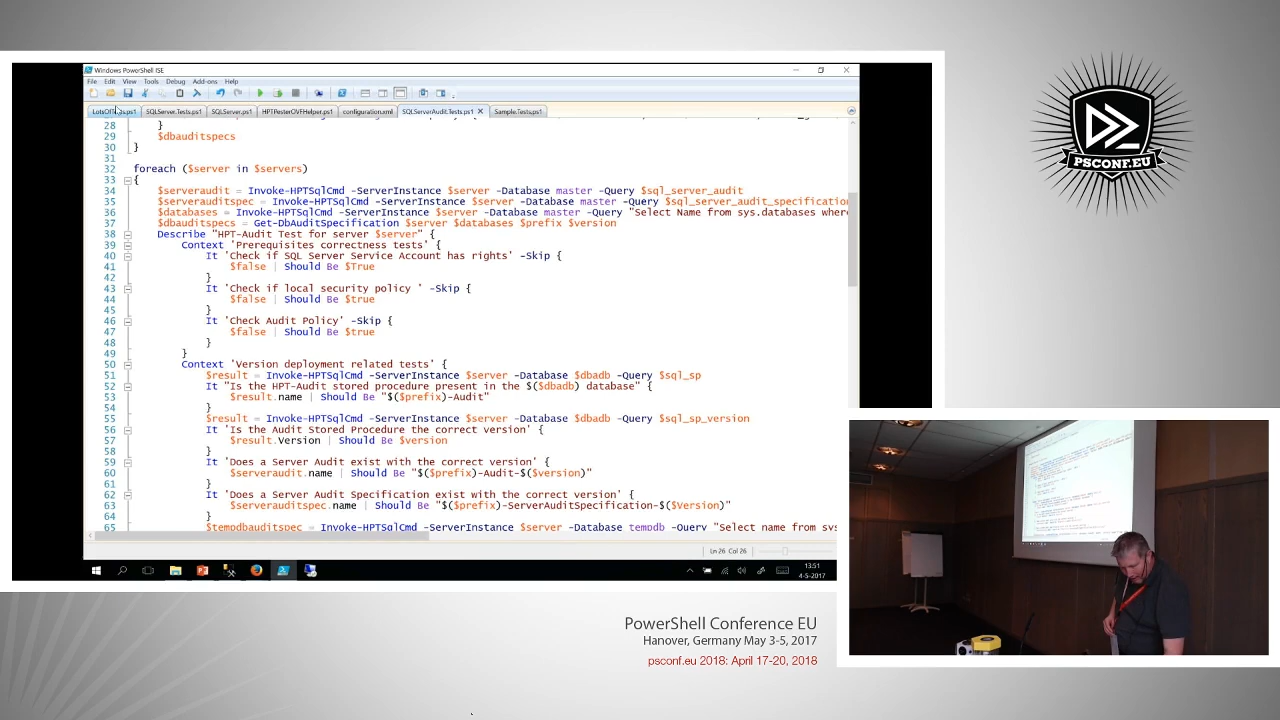 Windows PowerShell ISE
File Edit View Tools Debug Add-ons Help
SQLServer.Tests.ps1 SQLServer.ps1 HPTPesterOVFHelper.ps1 configuration.xml SQLServerAudit.Tests.ps1 Sample.Tests.ps1
28 }
29 $dbauditspecs
30 }
31
32 foreach ($server in $servers)
33 {
34 $serveraudit = Invoke-HPTSqlCmd -ServerInstance $server -Database master -Query $sql_server_audit
35 $serverauditspec = Invoke-HPTSqlCmd -ServerInstance $server -Database master -Query $sql_server_audit_specification
36 $databases = Invoke-HPTSqlCmd -ServerInstance $server -Database master -Query "Select Name from sys.databases where
37 $dbauditspecs = Get-DbAuditSpecification $server $databases $prefix $version
38 Describe "HPT-Audit Test for server $server" {
39 Context 'Prerequisites correctness tests' {
40 It 'Check if SQL Server Service Account has rights' -Skip {
41 $false | Should Be $True
42 }
43 It 'Check if local security policy ' -Skip {
44 $false | Should Be $true
45 }
46 It 'Check Audit Policy' -Skip {
47 $false | Should Be $true
48 }
49 }
50 Context 'Version deployment related tests' {
51 $result = Invoke-HPTSqlCmd -ServerInstance $server -Database $dbadb -Query $sql_sp
52 It "Is the HPT-Audit stored procedure present in the $($dbadb) database" {
53 $result.name | Should Be "$($prefix)-Audit"
54 }
55 $result = Invoke-HPTSqlCmd -ServerInstance $server -Database $dbadb -Query $sql_sp_version
56 It 'Is the Audit Stored Procedure the correct version' {
57 $result.Version | Should Be $version
58 }
59 It 'Does a Server Audit exist with the correct version' {
60 $serveraudit.name | Should Be "$($prefix)-Audit-$($version)"
61 }
62 It 'Does a Server Audit Specification exist with the correct version' {
63 $serverauditspec.name | Should Be "$($prefix)-ServerAuditSpecification-$($Version)"
64 }
65 $tempdbauditspec = Invoke-HPTSqlCmd -ServerInstance $server -Database tempdb -Query "Select name from sys
Ln 26 Col 26
13:51
4-5-2017
PSCONF.EU
PowerShell Conference EU
Hanover, Germany May 3-5, 2017
psconf.eu 2018: April 17-20, 2018